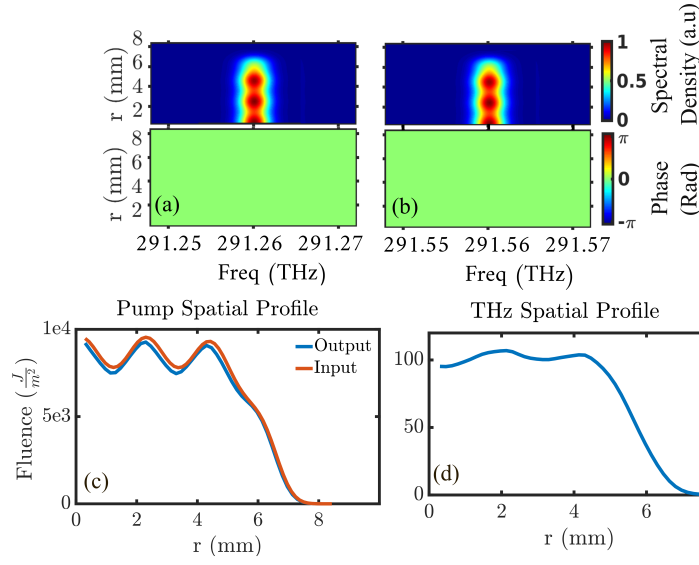 r (mm)
8
6
4
2
1
0.5
0
Spectral
Density (a.u)
r (mm)
8
6
4
2
(a)
(b)
π
0
-π
Phase
(Rad)
291.25 291.26 291.27
291.55 291.56 291.57
Freq (THz)
Freq (THz)
Pump Spatial Profile
1e4
5e3
0
Fluence (J/m²)
Output
Input
(c)
0 2 4 6 8
r (mm)
THz Spatial Profile
100
50
0
(d)
0 2 4 6
r (mm)